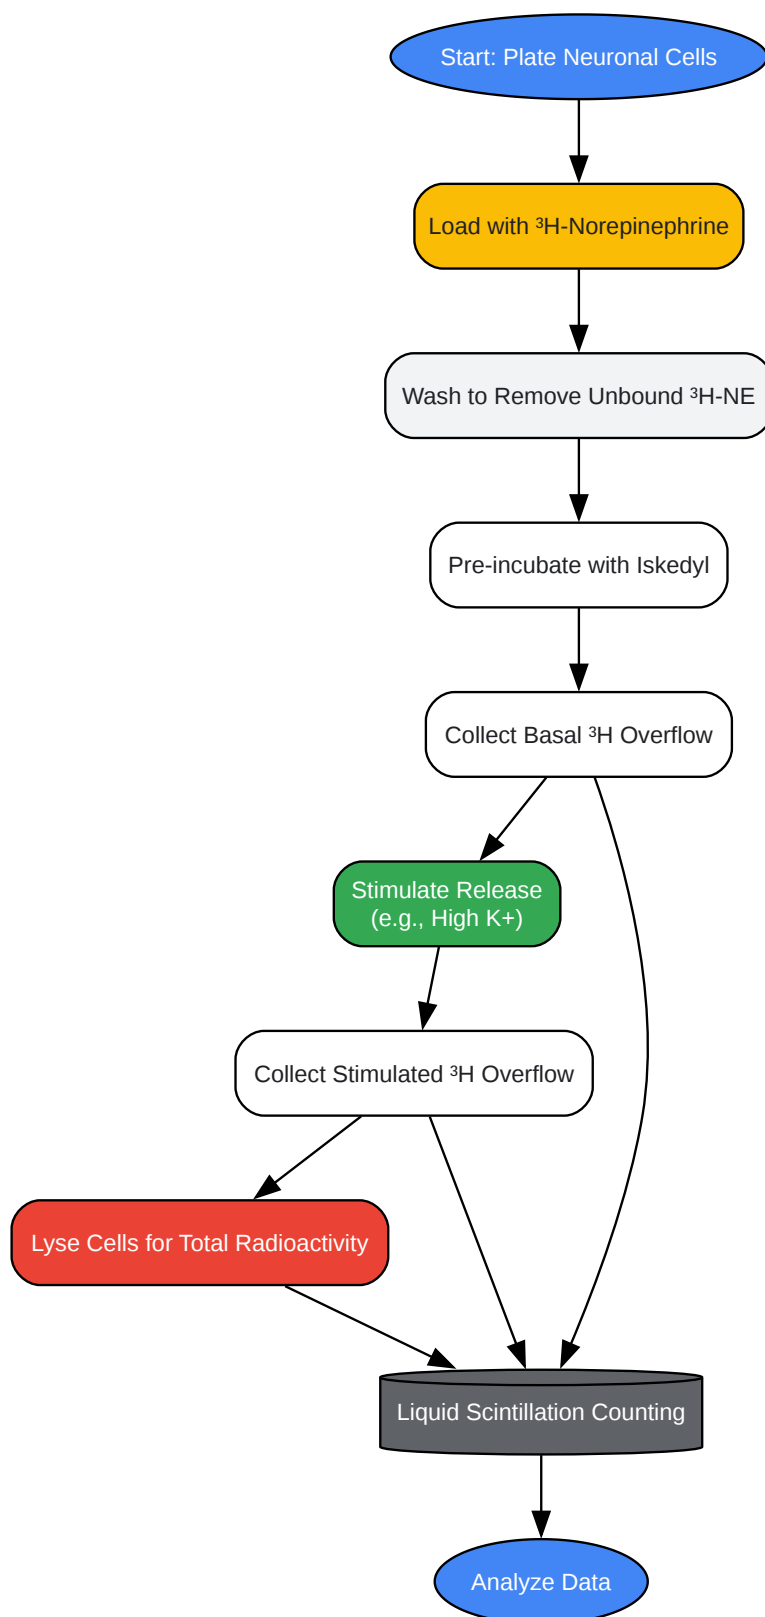 Start: Plate Neuronal Cells
Load with ³H-Norepinephrine
Wash to Remove Unbound ³H-NE
Pre-incubate with Iskedyl
Collect Basal ³H Overflow
Stimulate Release
(e.g., High K+)
Collect Stimulated ³H Overflow
Lyse Cells for Total Radioactivity
Liquid Scintillation Counting
Analyze Data